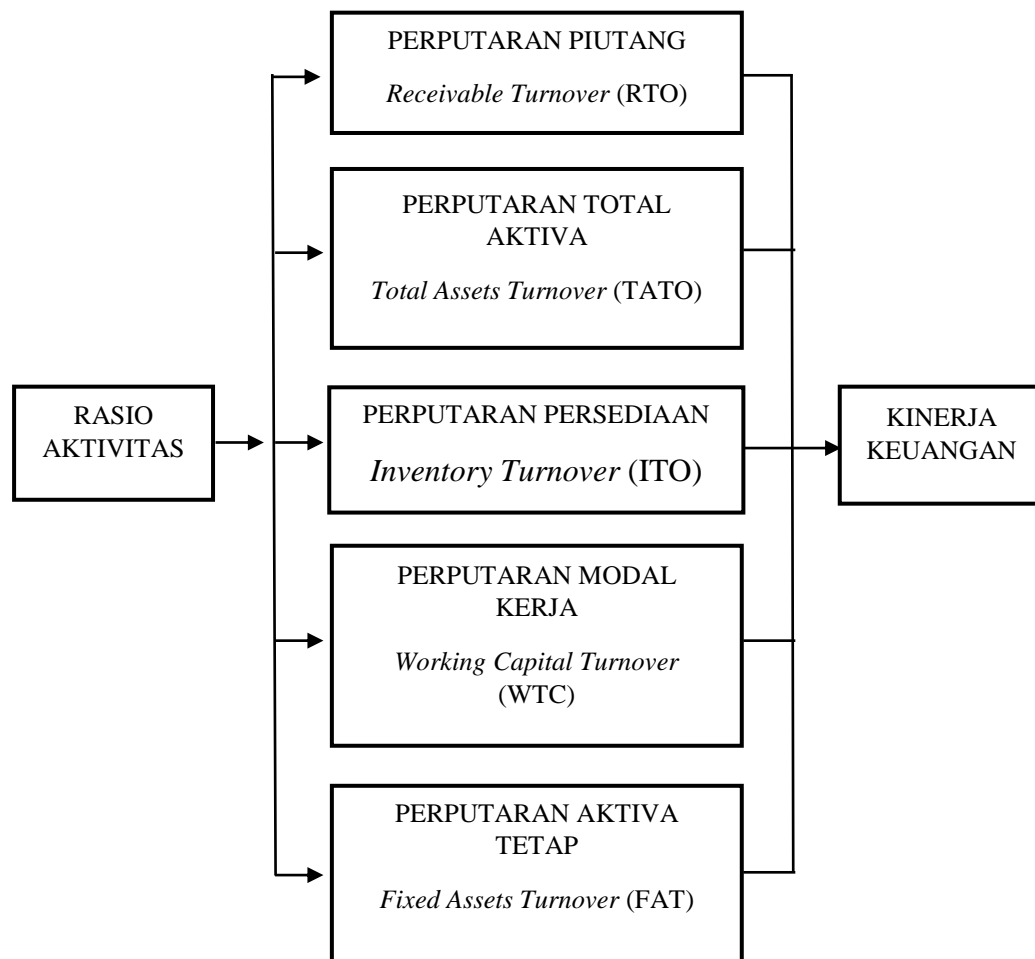 PERPUTARAN PIUTANG
Receivable Turnover (RTO)
PERPUTARAN TOTAL
AKTIVA
Total Assets Turnover (TATO)
RASIO
AKTIVITAS
PERPUTARAN PERSEDIAAN
Inventory Turnover (ITO)
KINERJA
KEUANGAN
PERPUTARAN MODAL
KERJA
Working Capital Turnover
(WTC)
PERPUTARAN AKTIVA
TETAP
Fixed Assets Turnover (FAT)